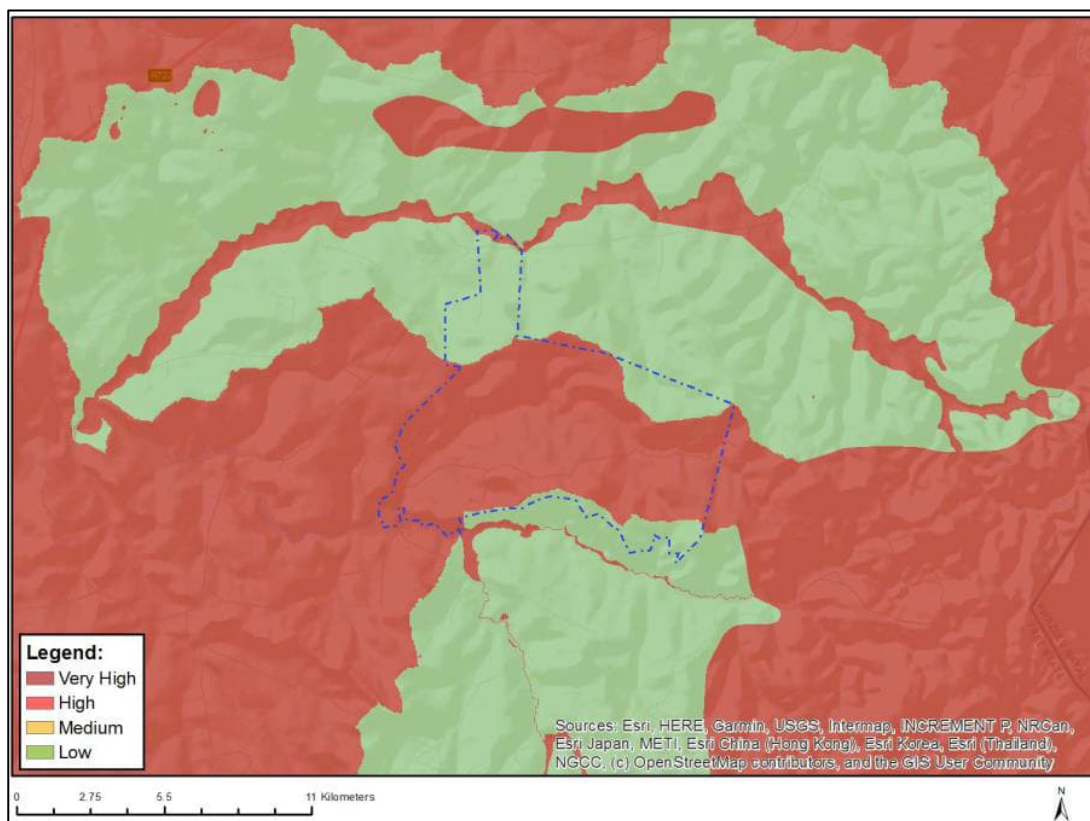 R72
Legend:
Very High
High
Medium
Low
Sources: Esri, HERE, Garmin, USGS, Intermap, INCREMENT P, NRCan,
Esri Japan, METI, Esri China (Hong Kong), Esri Korea, Esri (Thailand),
NGCC, (c) OpenStreetMap contributors, and the GIS User Community
0 2.75 5.5 11 Kilometers
N